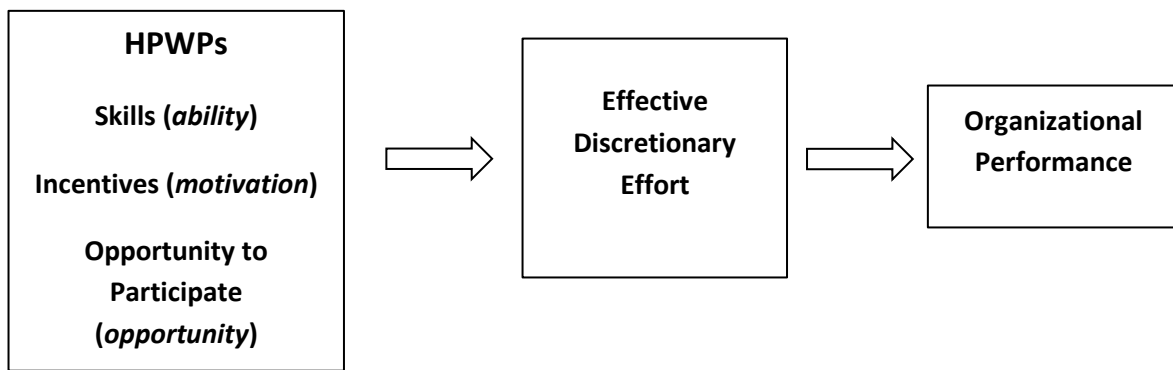 HPWPs
Skills (ability)
Incentives (motivation)
Opportunity to
Participate
(opportunity)
Effective
Discretionary
Effort
Organizational
Performance